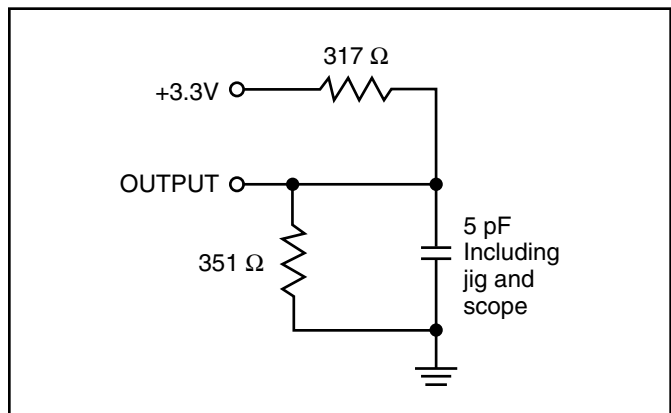 317 Ω
+3.3V
OUTPUT
351 Ω
5 pF
Including
jig and
scope